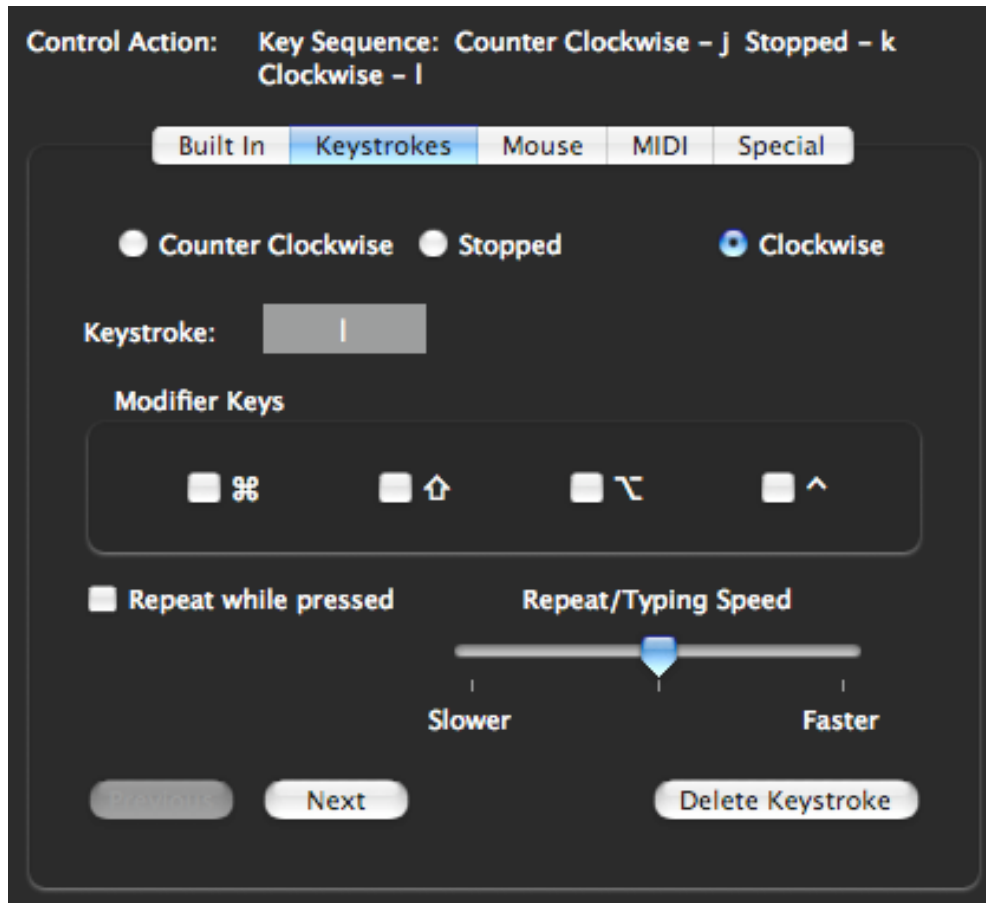 Control Action: Key Sequence: Counter Clockwise – j Stopped – k
Clockwise – l
Built In Keystrokes Mouse MIDI Special
Counter Clockwise Stopped Clockwise
Keystroke: l
Modifier Keys
⌘ ⇧ ⌥ ^
Repeat while pressed Repeat/Typing Speed
Slower Faster
Previous Next Delete Keystroke